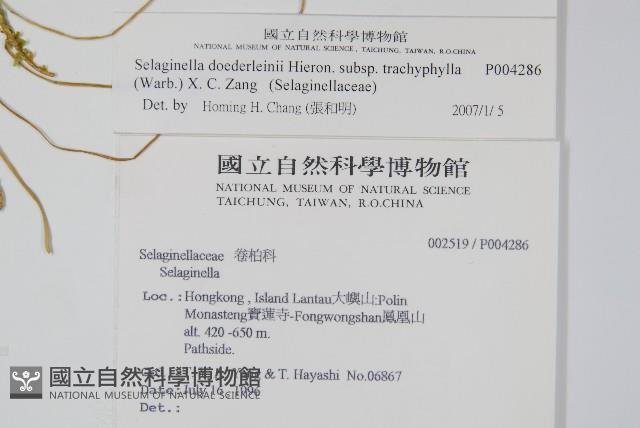 國立自然科學博物館
NATIONAL MUSEUM OF NATURAL SCIENCE, TAICHUNG, TAIWAN, R.O.CHINA
Selaginella doederleinii Hieron. subsp. trachyphylla P004286
(Warb.) X. C. Zang (Selaginellaceae)
Det. by Homing H. Chang (張和明) 2007/1/ 5
國立自然科學博物館
NATIONAL MUSEUM OF NATURAL SCIENCE
TAICHUNG, TAIWAN, R.O.CHINA
002519 / P004286
Selaginellaceae 卷柏科
Selaginella
Loc.: Hongkong , Island Lantau大嶼山:Polin
Monasteng寶蓮寺-Fongwongshan鳳凰山
alt. 420 -650 m.
Pathside.
& T. Hayashi No.06867
Date: July 16, 1996
Det.:
國立自然科學博物館
NATIONAL MUSEUM OF NATURAL SCIENCE